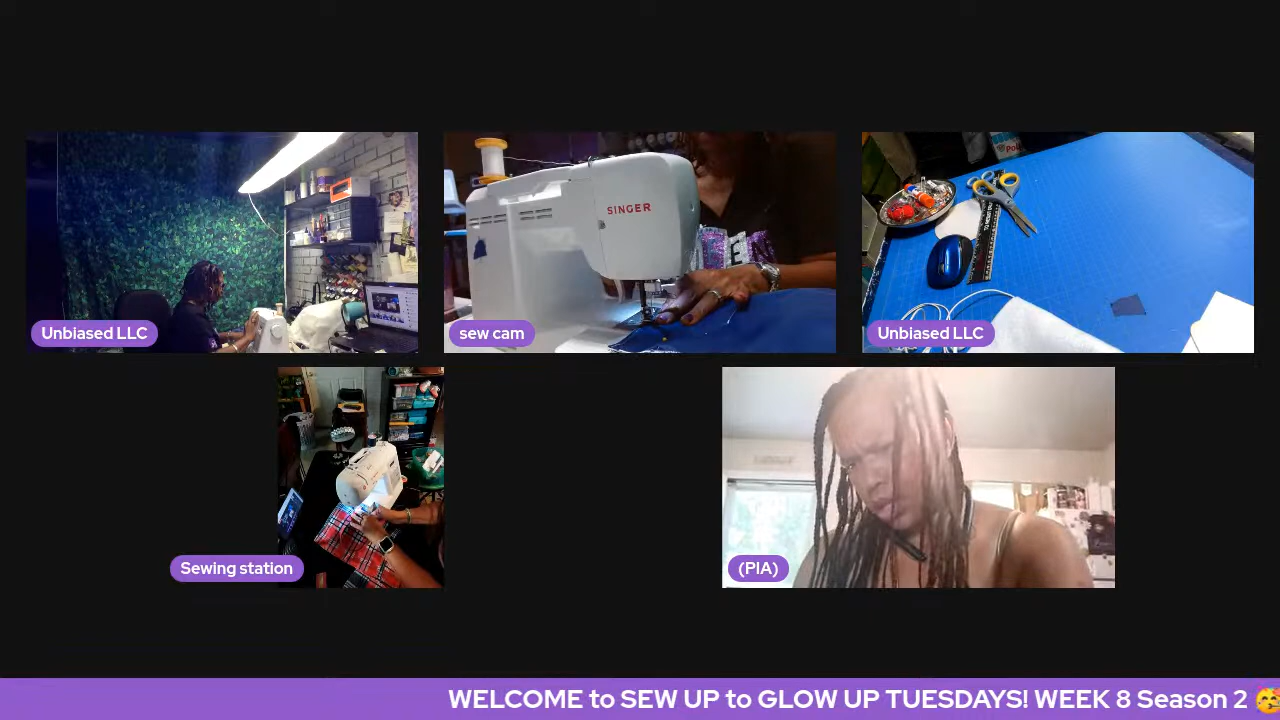 Unbiased LLC
SINGER
sew cam
E
Unbiased LLC
Sewing station
(PIA)
WELCOME to SEW UP to GLOW UP TUESDAYS! WEEK 8 Season 2 🥳